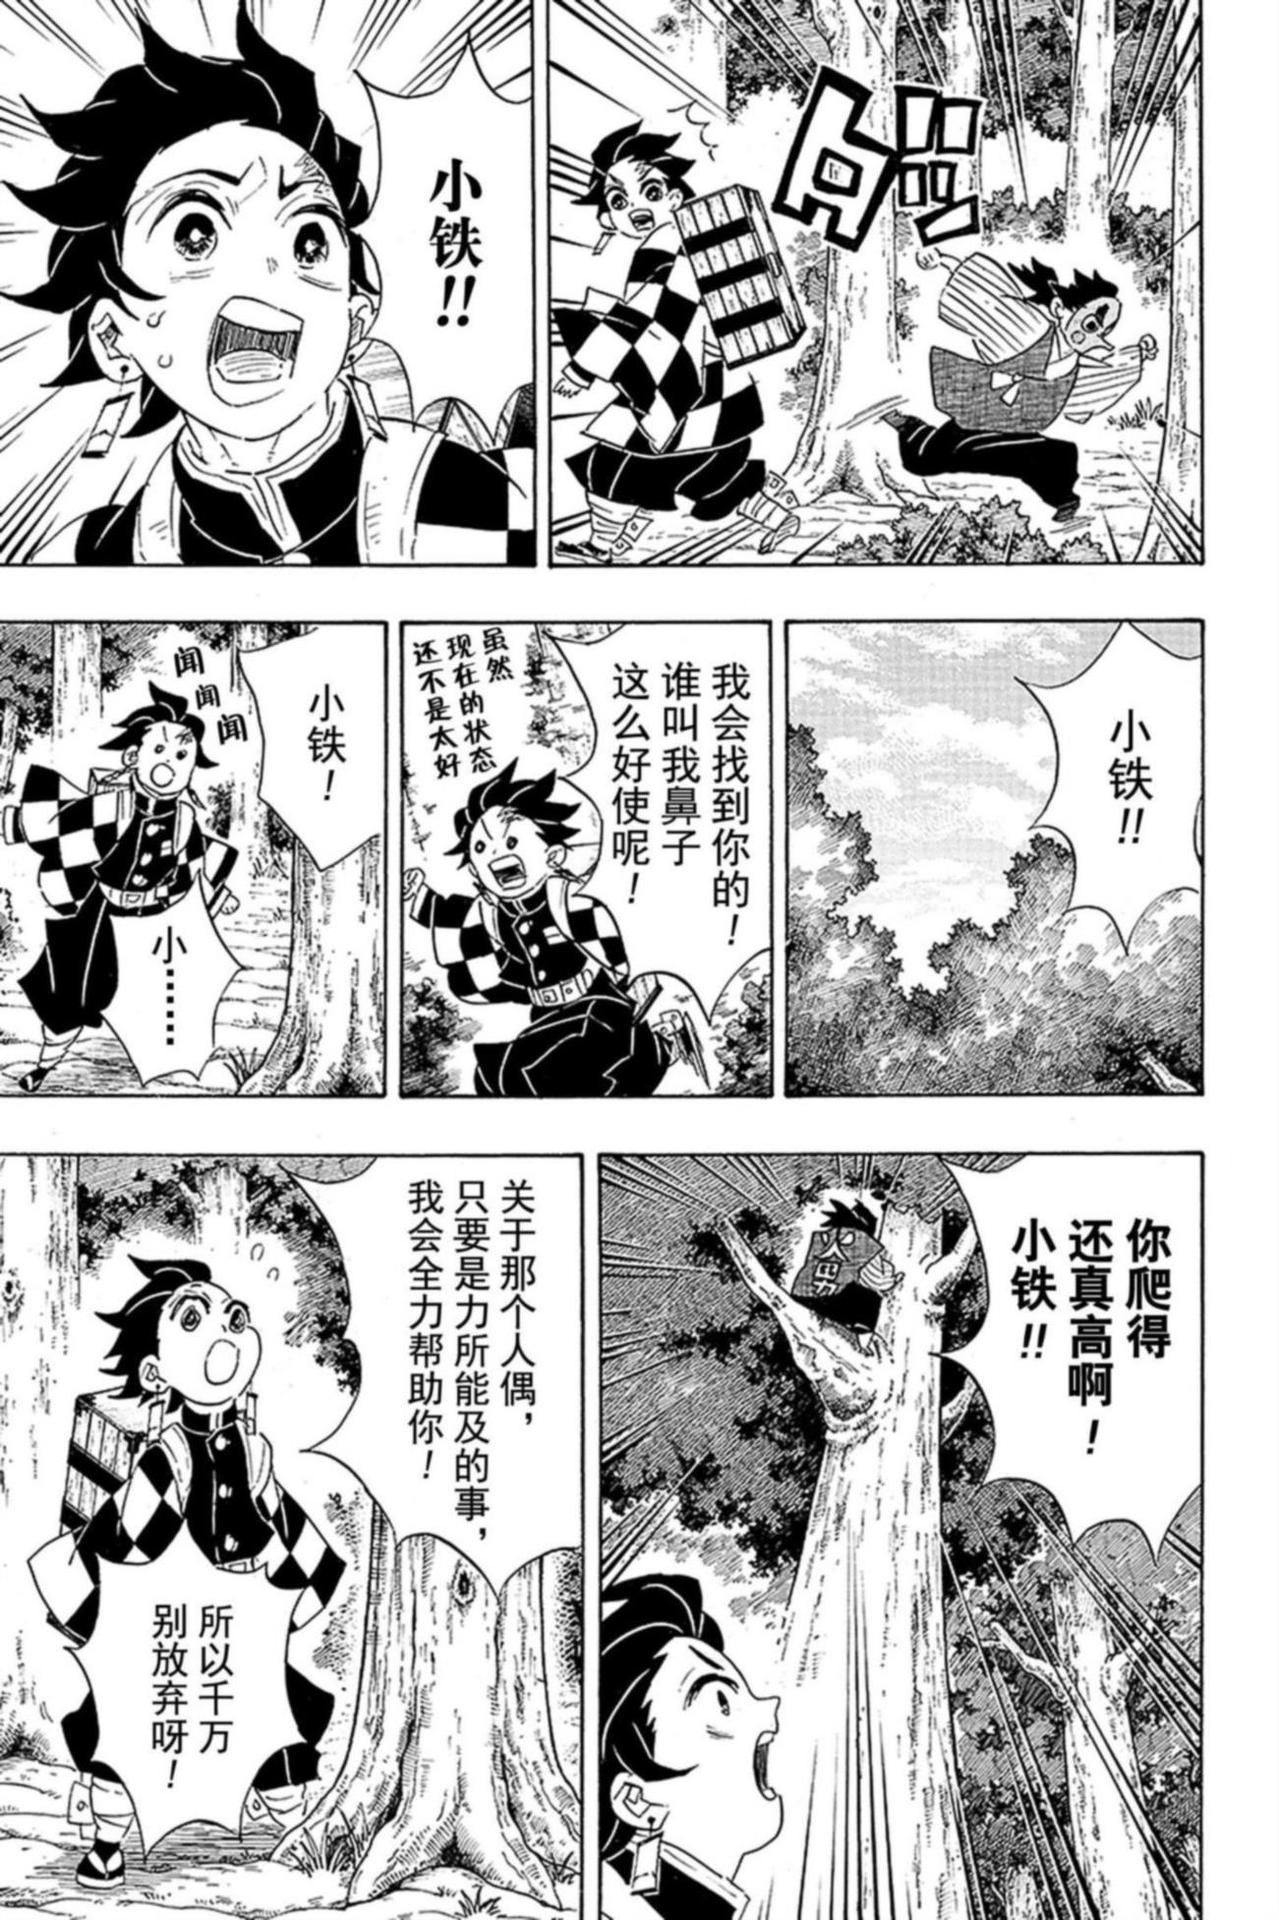 ダッ
小铁!!
小铁!!
我会找到你的！
谁叫我鼻子
这么好使呢！
虽然
现在的状态
还不是太好
小铁！
闻闻闻
小……
你爬得
还真高啊！
小铁!!
火男
关于那个人偶，
只要是力所能及的事，
我会全力帮助你！
所以千万
别放弃呀！